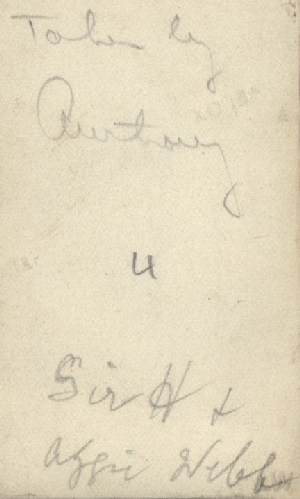 Taken by
Anthony
4
Sir H &
Aggie Webb